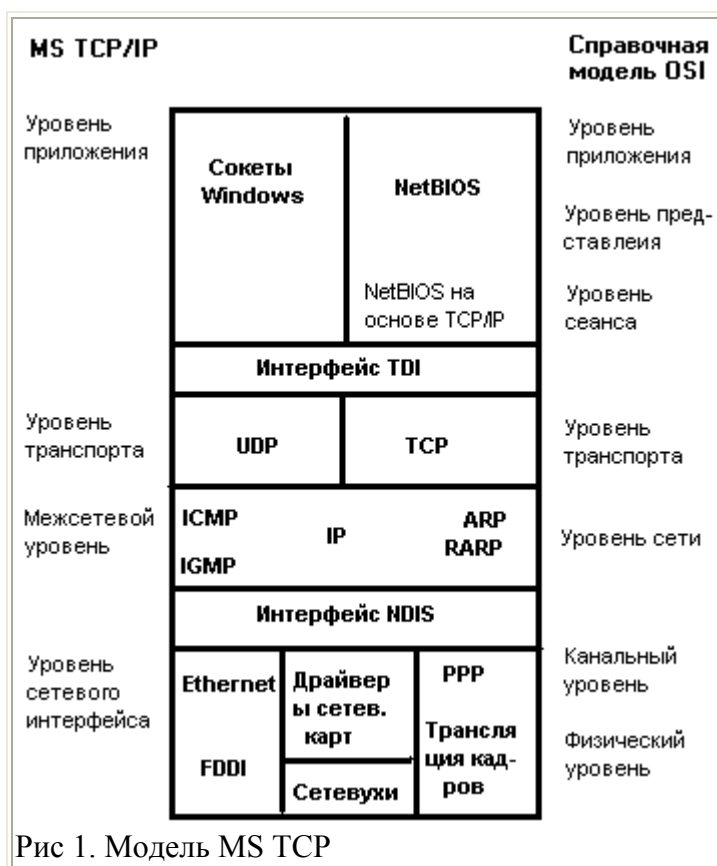 MS TCP/IP
Справочная
модель OSI
Уровень
приложения
Сокеты
Windows
NetBIOS
NetBIOS на
основе TCP/IP
Уровень
приложения
Уровень пред-
ставлеия
Уровень
сеанса
Интерфейс TDI
Уровень
транспорта
UDP
TCP
Уровень
транспорта
Межсетевой
уровень
ICMP
IGMP
IP
ARP
RARP
Уровень сети
Интерфейс NDIS
Уровень
сетевого
интерфейса
Ethernet
FDDI
Драйвер
ы сетев.
карт
Сетевухи
PPP
Трансля
ция кад-
ров
Канальный
уровень
Физический
уровень
Рис 1. Модель MS TCP